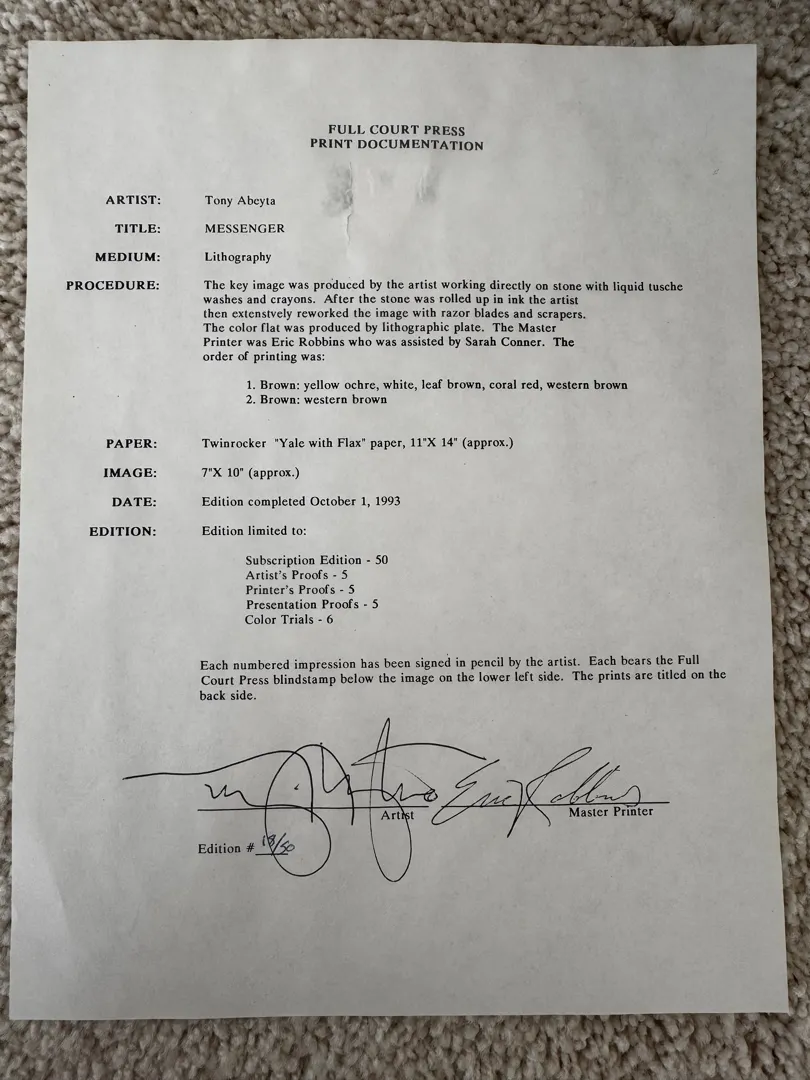 FULL COURT PRESS
PRINT DOCUMENTATION
ARTIST: Tony Abeyta
TITLE: MESSENGER
MEDIUM: Lithography
PROCEDURE: The key image was produced by the artist working directly on stone with liquid tusche
washes and crayons. After the stone was rolled up in ink the artist
then extenstvely reworked the image with razor blades and scrapers.
The color flat was produced by lithographic plate. The Master
Printer was Eric Robbins who was assisted by Sarah Conner. The
order of printing was:
1. Brown: yellow ochre, white, leaf brown, coral red, western brown
2. Brown: western brown
PAPER: Twinrocker "Yale with Flax" paper, 11"X 14" (approx.)
IMAGE: 7"X 10" (approx.)
DATE: Edition completed October 1, 1993
EDITION: Edition limited to:
Subscription Edition - 50
Artist's Proofs - 5
Printer's Proofs - 5
Presentation Proofs - 5
Color Trials - 6
Each numbered impression has been signed in pencil by the artist. Each bears the Full
Court Press blindstamp below the image on the lower left side. The prints are titled on the
back side.
Eric Robbins
Artist Master Printer
Edition # 18/50